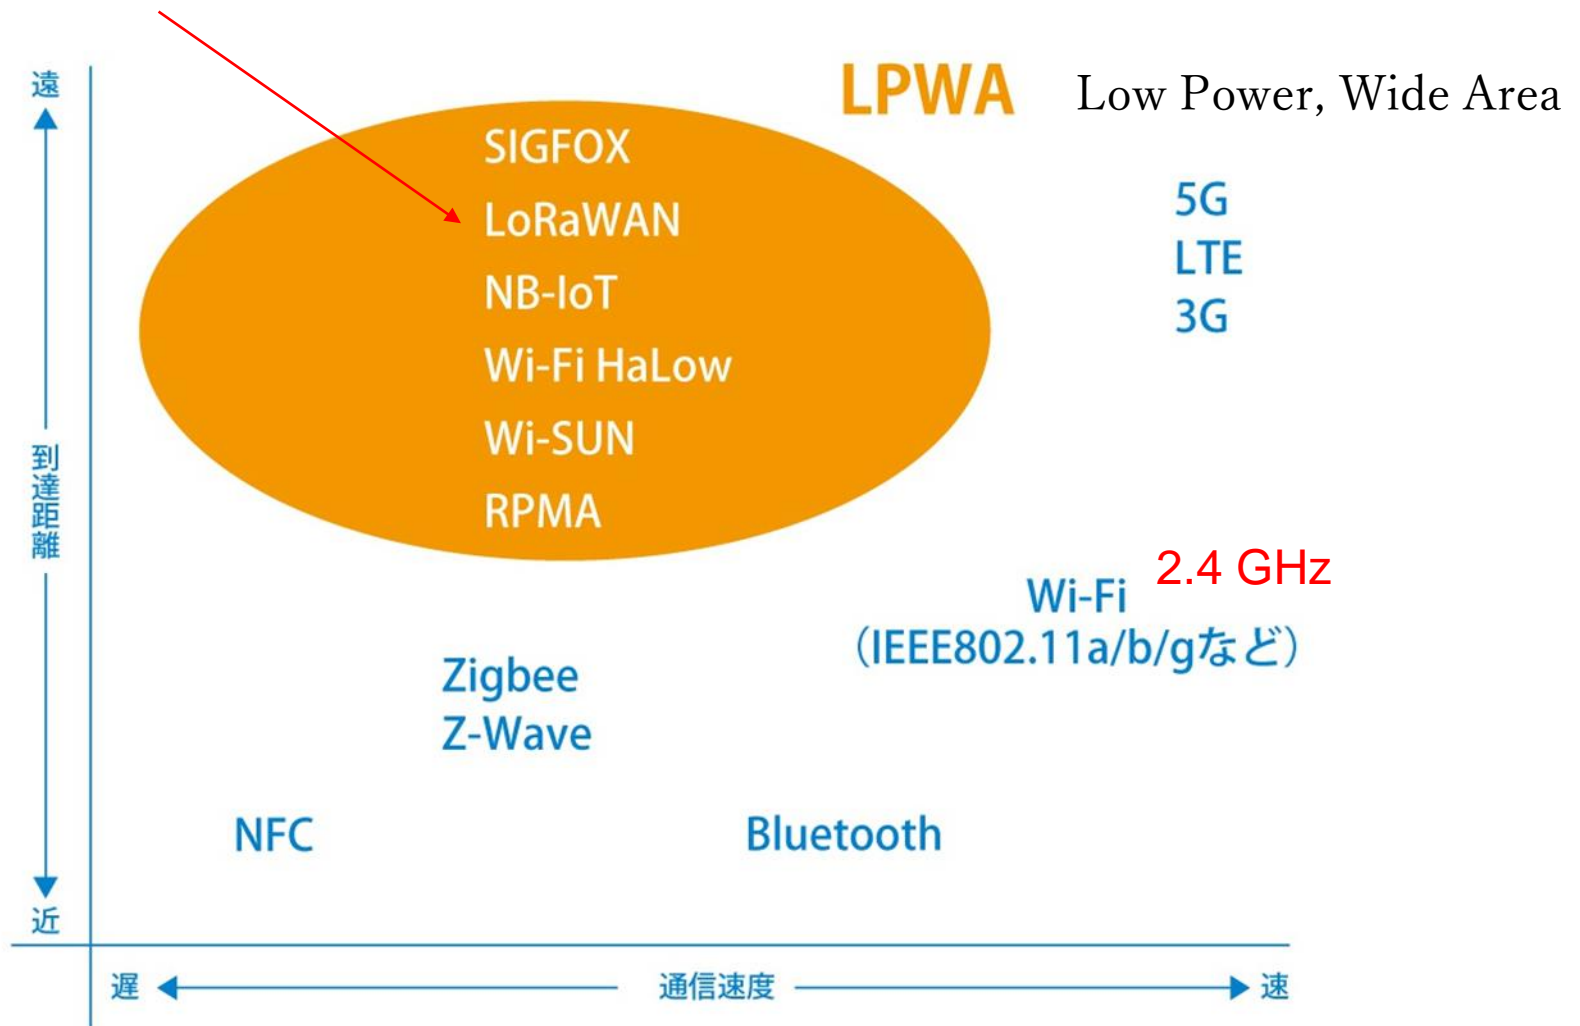 LPWA Low Power, Wide Area
遠
SIGFOX
LoRaWAN
NB-IoT
Wi-Fi HaLow
Wi-SUN
RPMA
5G
LTE
3G
到達距離
2.4 GHz
Wi-Fi
（IEEE802.11a/b/gなど）
Zigbee
Z-Wave
NFC
Bluetooth
近
遅 通信速度 速